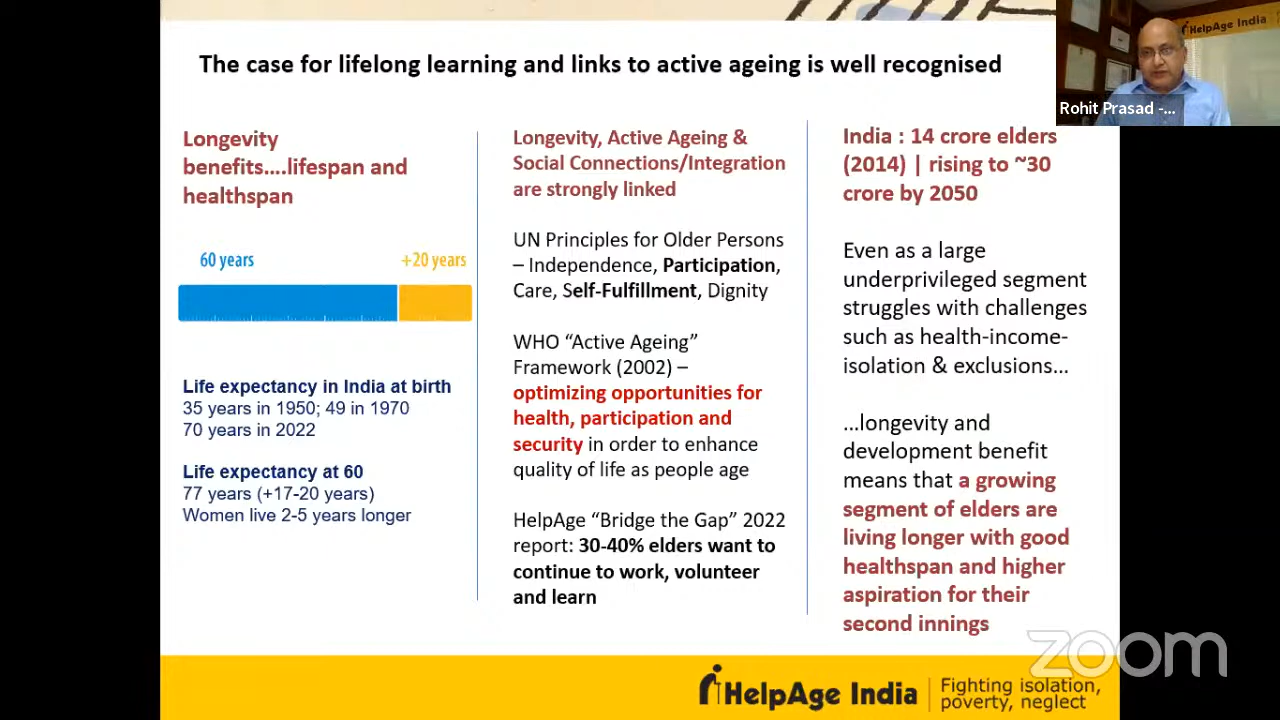 The case for lifelong learning and links to active ageing is well recognised
HelpAge India
Rohit Prasad -...
Longevity
benefits....lifespan and
healthspan
60 years
+20 years
Life expectancy in India at birth
35 years in 1950; 49 in 1970
70 years in 2022
Life expectancy at 60
77 years (+17-20 years)
Women live 2-5 years longer
Longevity, Active Ageing &
Social Connections/Integration
are strongly linked
UN Principles for Older Persons
– Independence, Participation,
Care, Self-Fulfillment, Dignity
WHO “Active Ageing”
Framework (2002) –
optimizing opportunities for
health, participation and
security in order to enhance
quality of life as people age
HelpAge “Bridge the Gap” 2022
report: 30-40% elders want to
continue to work, volunteer
and learn
India : 14 crore elders
(2014) | rising to ~30
crore by 2050
Even as a large
underprivileged segment
struggles with challenges
such as health-income-
isolation & exclusions...
...longevity and
development benefit
means that a growing
segment of elders are
living longer with good
healthspan and higher
aspiration for their
second innings
zoom
HelpAge India
Fighting isolation,
poverty, neglect